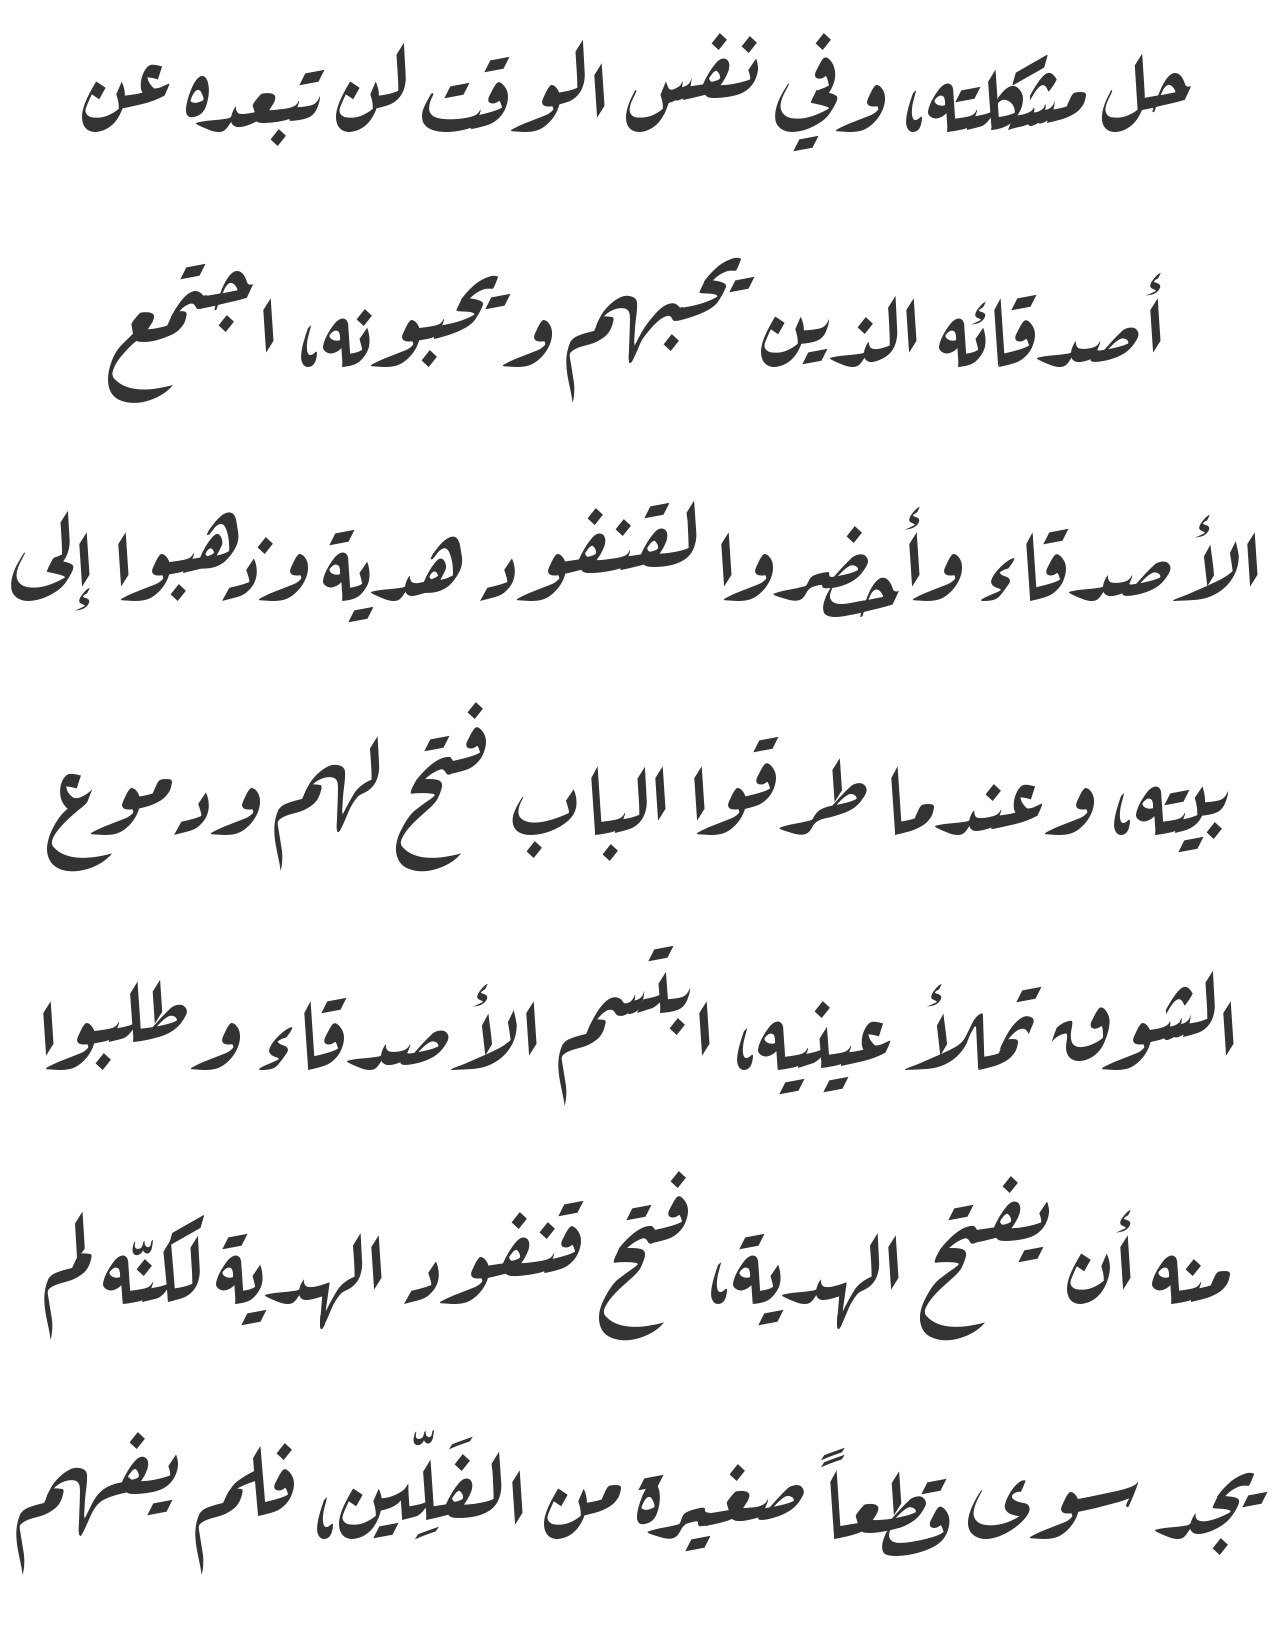 حل مشكلته، وفي نفس الوقت لن تبعده عن
أصدقائه الذين يحبهم ويحبونه، اجتمع
الأصدقاء وأحضروا لقنفود هدية وذهبوا إلى
بيته، وعندما طرقوا الباب فتح لهم ودموع
الشوق تملأ عينيه، ابتسم الأصدقاء وطلبوا
منه أن يفتح الهدية، فتح قنفود الهدية لكنّه لم
يجد سوى قطعاً صغيرة من الفَلِّين، فلم يفهم